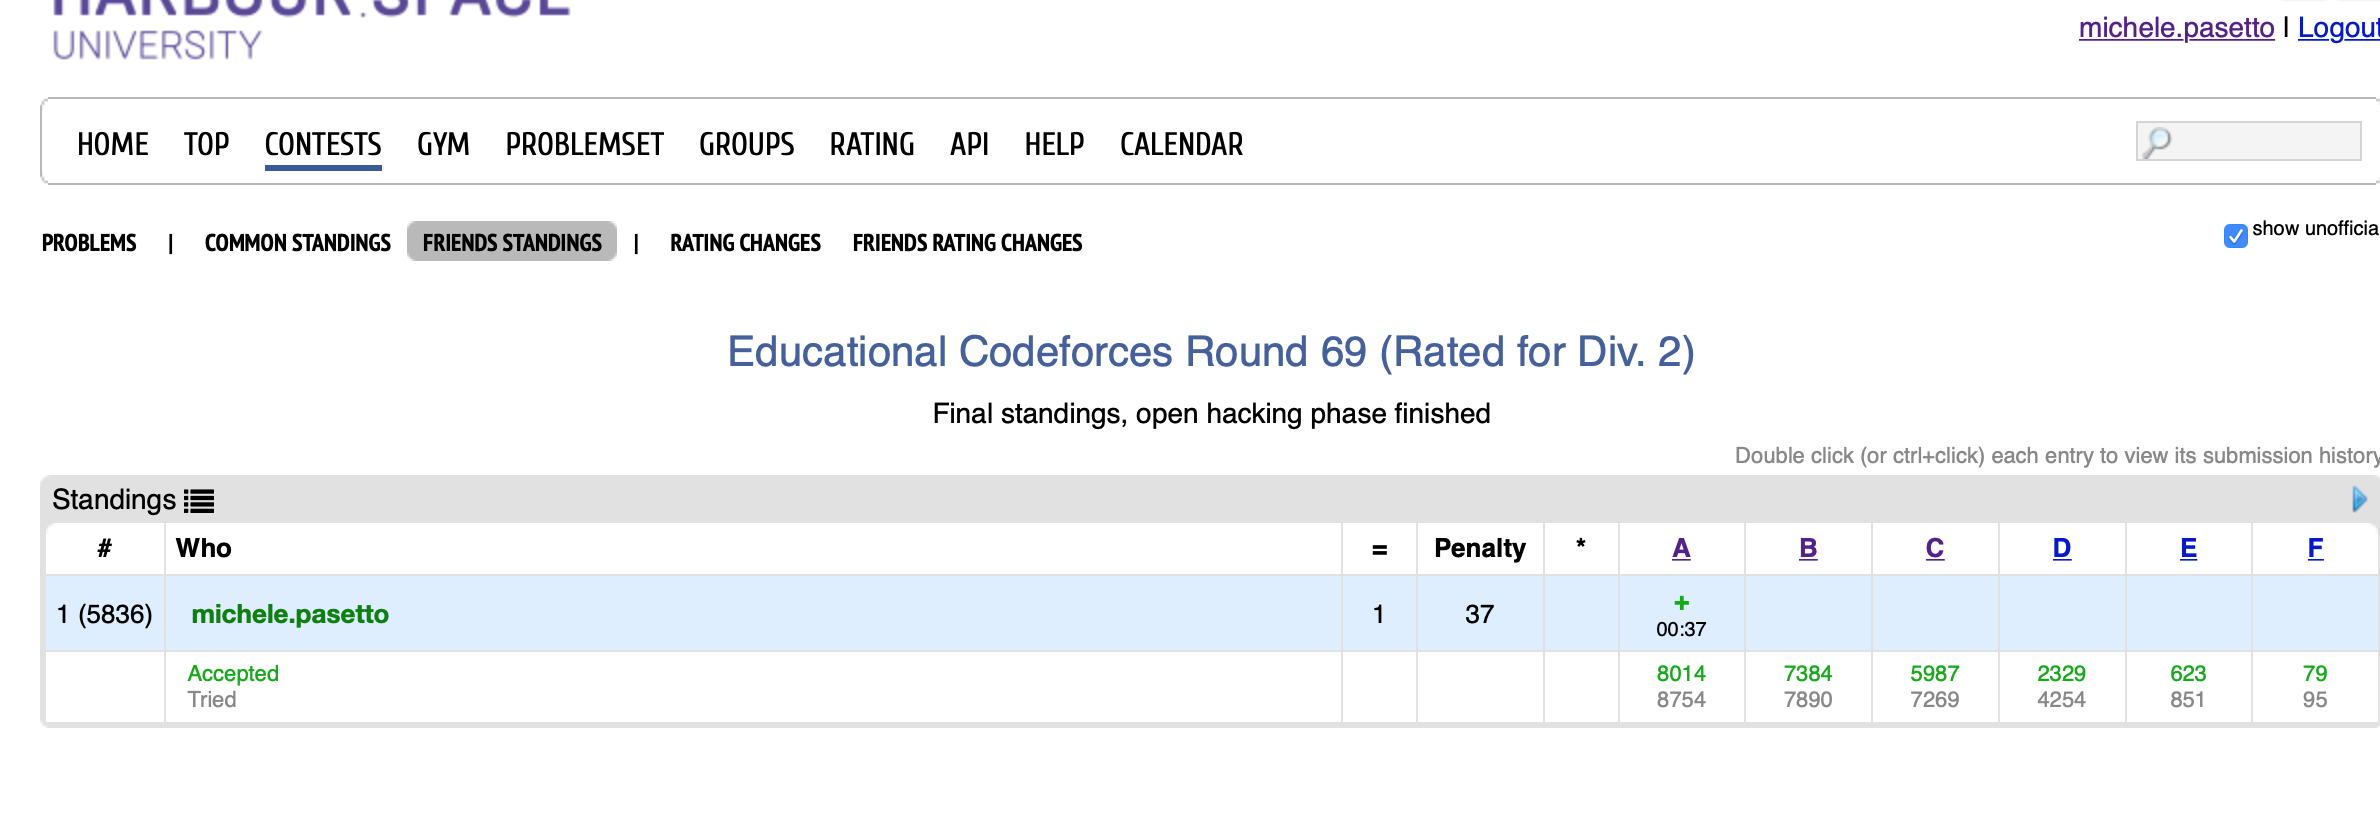 HARBOUR.SPACE
UNIVERSITY
michele.pasetto | Logout
HOME TOP CONTESTS GYM PROBLEMSET GROUPS RATING API HELP CALENDAR
PROBLEMS | COMMON STANDINGS FRIENDS STANDINGS | RATING CHANGES FRIENDS RATING CHANGES
show unofficia
Educational Codeforces Round 69 (Rated for Div. 2)
Final standings, open hacking phase finished
Double click (or ctrl+click) each entry to view its submission history
Standings
# Who = Penalty * A B C D E F
1 (5836) michele.pasetto 1 37 +
00:37
Accepted 8014 7384 5987 2329 623 79
Tried 8754 7890 7269 4254 851 95